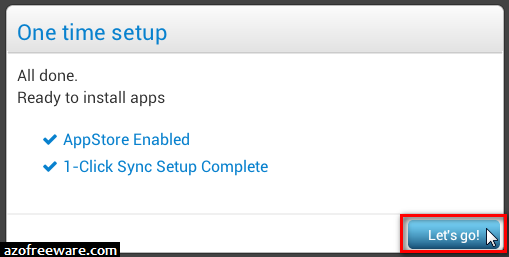 One time setup
All done.
Ready to install apps
AppStore Enabled
1-Click Sync Setup Complete
Let's go!
azofreeware.com